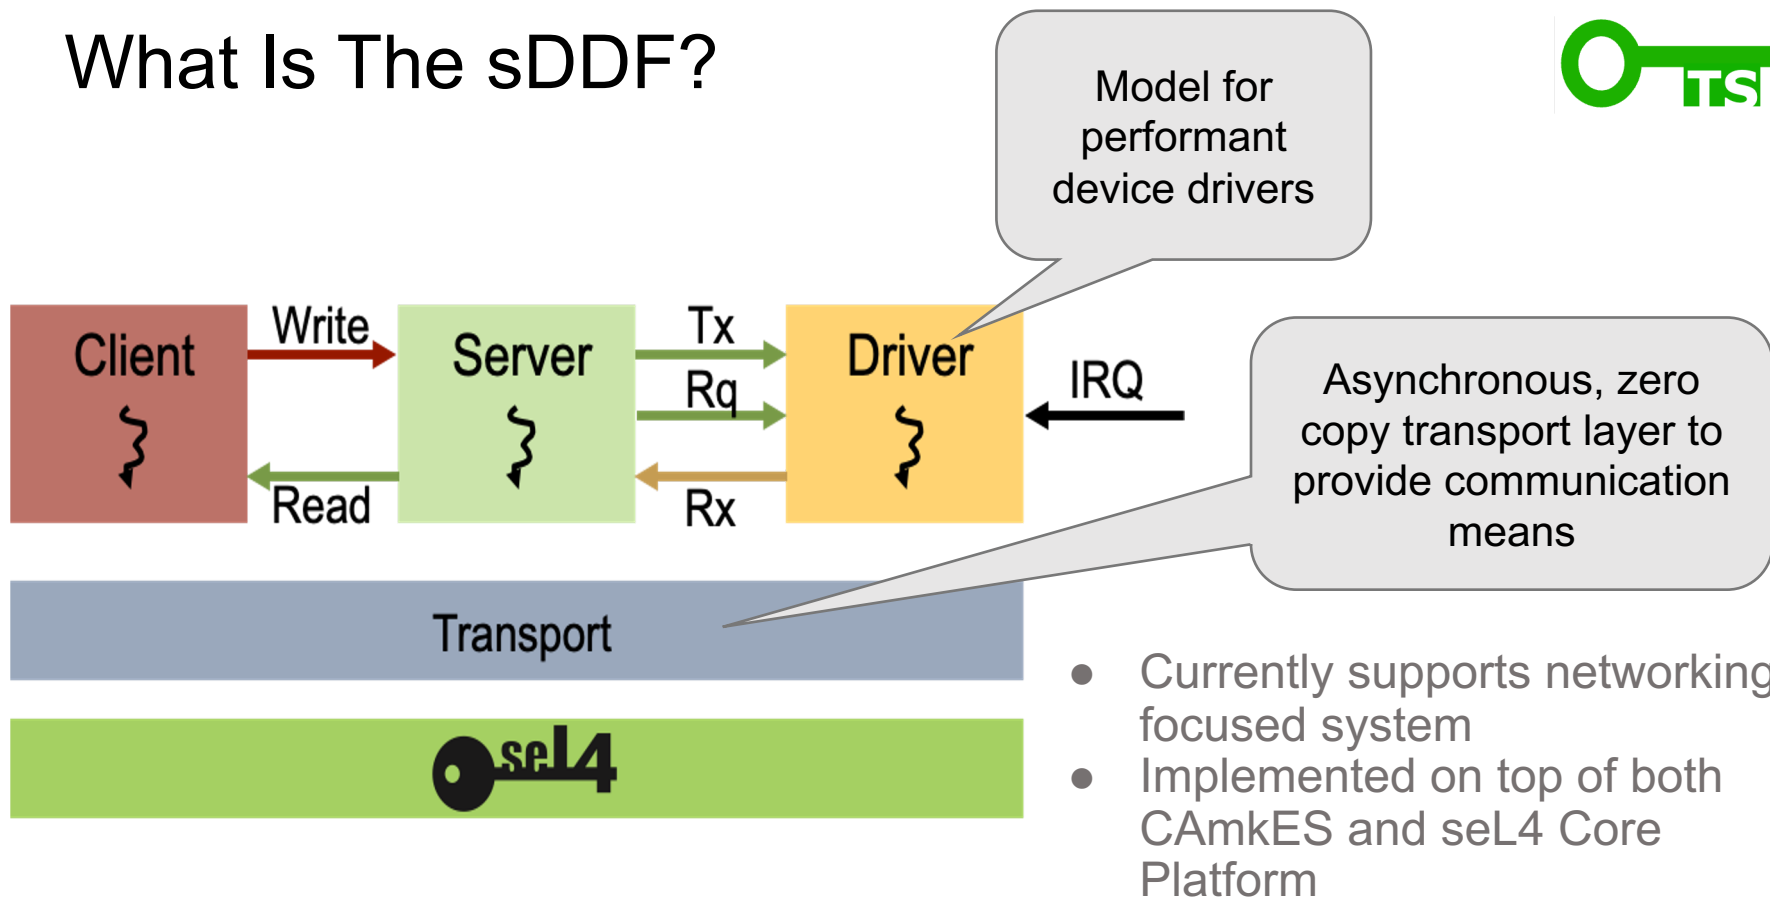 What Is The sDDF?
TS
Model for
performant
device drivers
Client
Write
Read
Server
Tx
Rq
Rx
Driver
IRQ
Asynchronous, zero
copy transport layer to
provide communication
means
Transport
seL4
● Currently supports networking
focused system
● Implemented on top of both
CAmkES and seL4 Core
Platform